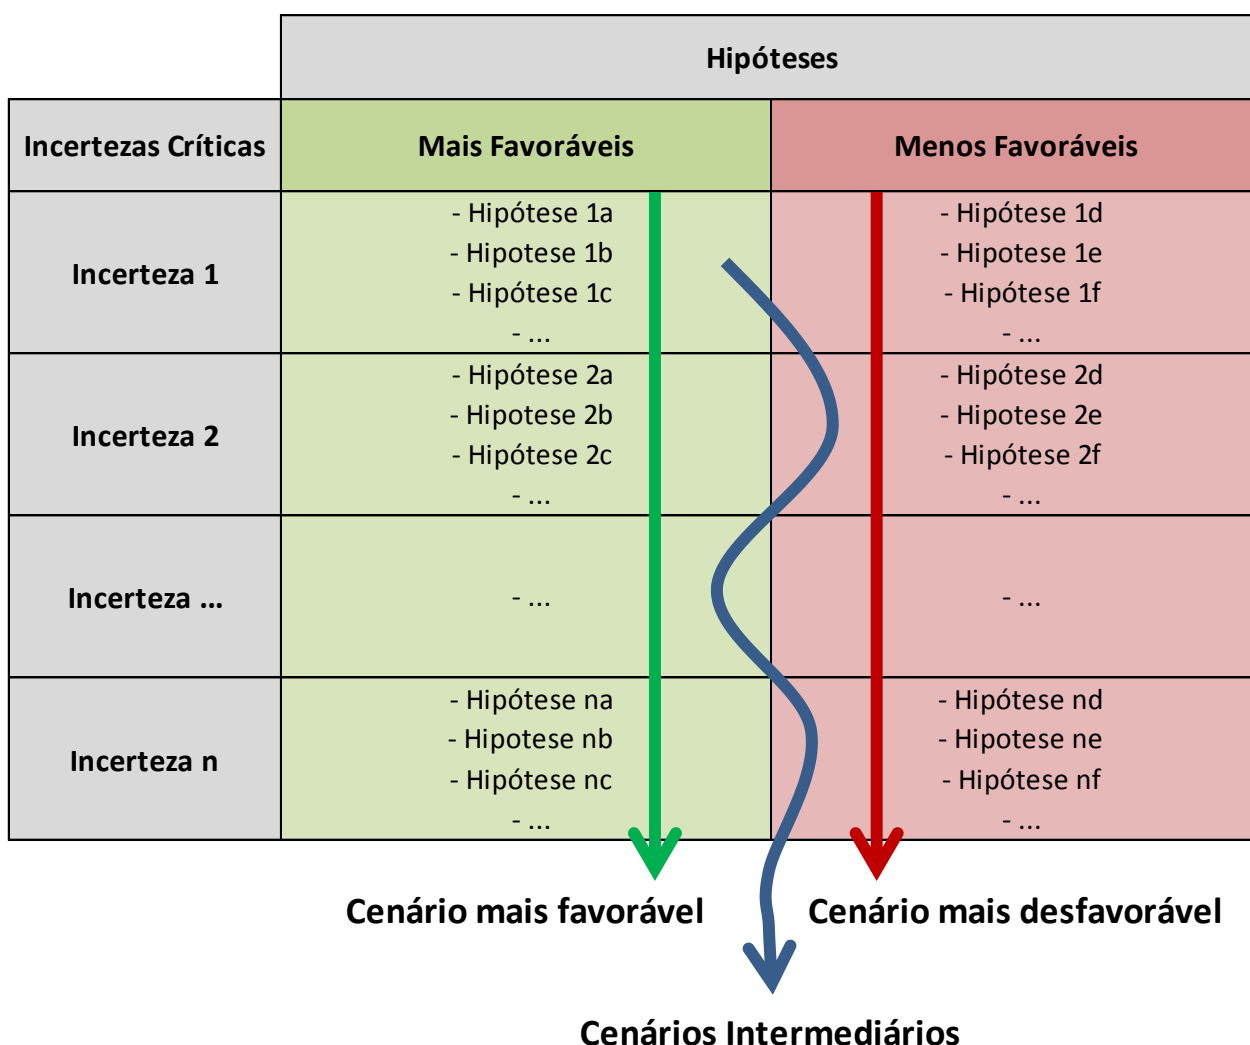 Hipóteses
Incertezas Críticas
Mais Favoráveis
Menos Favoráveis
Incerteza 1
- Hipótese 1a
- Hipotese 1b
- Hipótese 1c
- ...
- Hipótese 1d
- Hipotese 1e
- Hipótese 1f
- ...
Incerteza 2
- Hipótese 2a
- Hipotese 2b
- Hipótese 2c
- ...
- Hipótese 2d
- Hipotese 2e
- Hipótese 2f
- ...
Incerteza ...
- ...
- ...
Incerteza n
- Hipótese na
- Hipotese nb
- Hipótese nc
- ...
- Hipótese nd
- Hipotese ne
- Hipótese nf
- ...
Cenário mais favorável
Cenário mais desfavorável
Cenários Intermediários